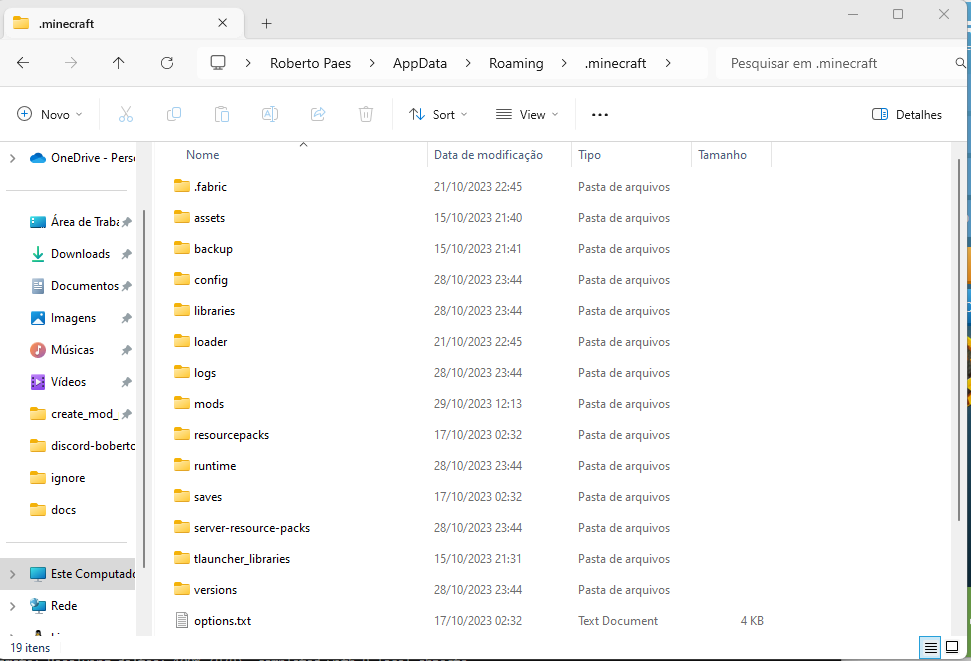 .minecraft
Roberto Paes
AppData
Roaming
.minecraft
Pesquisar em .minecraft
Novo
Sort
View
Detalhes
OneDrive - Pers
Área de Traba
Downloads
Documentos
Imagens
Músicas
Vídeos
create_mod_
discord-boberto
ignore
docs
Este Computado
Rede
Nome Data de modificação Tipo Tamanho
.fabric 21/10/2023 22:45 Pasta de arquivos
assets 15/10/2023 21:40 Pasta de arquivos
backup 15/10/2023 21:41 Pasta de arquivos
config 28/10/2023 23:44 Pasta de arquivos
libraries 28/10/2023 23:44 Pasta de arquivos
loader 21/10/2023 22:45 Pasta de arquivos
logs 28/10/2023 23:44 Pasta de arquivos
mods 29/10/2023 12:13 Pasta de arquivos
resourcepacks 17/10/2023 02:32 Pasta de arquivos
runtime 28/10/2023 23:44 Pasta de arquivos
saves 17/10/2023 02:32 Pasta de arquivos
server-resource-packs 28/10/2023 23:44 Pasta de arquivos
tlauncher_libraries 15/10/2023 21:31 Pasta de arquivos
versions 28/10/2023 23:44 Pasta de arquivos
options.txt 17/10/2023 02:32 Text Document 4 KB
19 itens